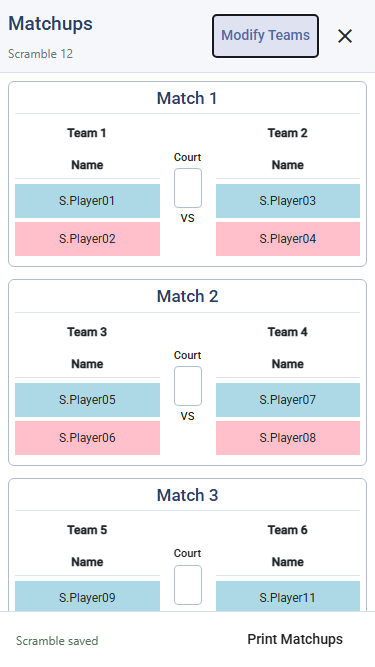 Matchups
Modify Teams
Scramble 12
Match 1
Team 1
Team 2
Name
Court
Name
S.Player01
S.Player03
VS
S.Player02
S.Player04
Match 2
Team 3
Team 4
Name
Court
Name
S.Player05
S.Player07
VS
S.Player06
S.Player08
Match 3
Team 5
Team 6
Name
Court
Name
S.Player09
S.Player11
Scramble saved
Print Matchups